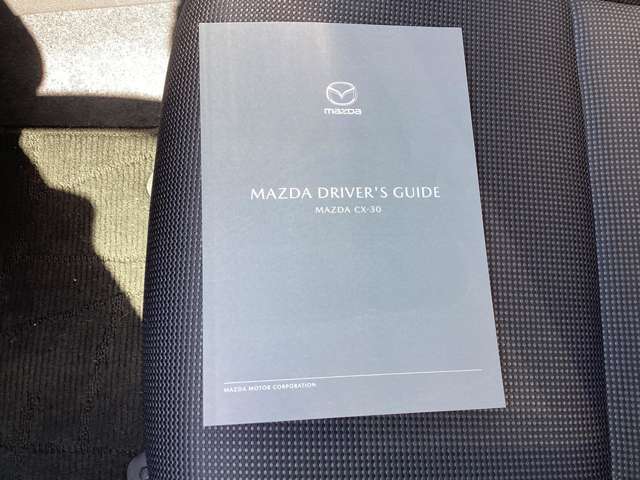 mazda
MAZDA DRIVER'S GUIDE
MAZDA CX-30
MAZDA MOTOR CORPORATION